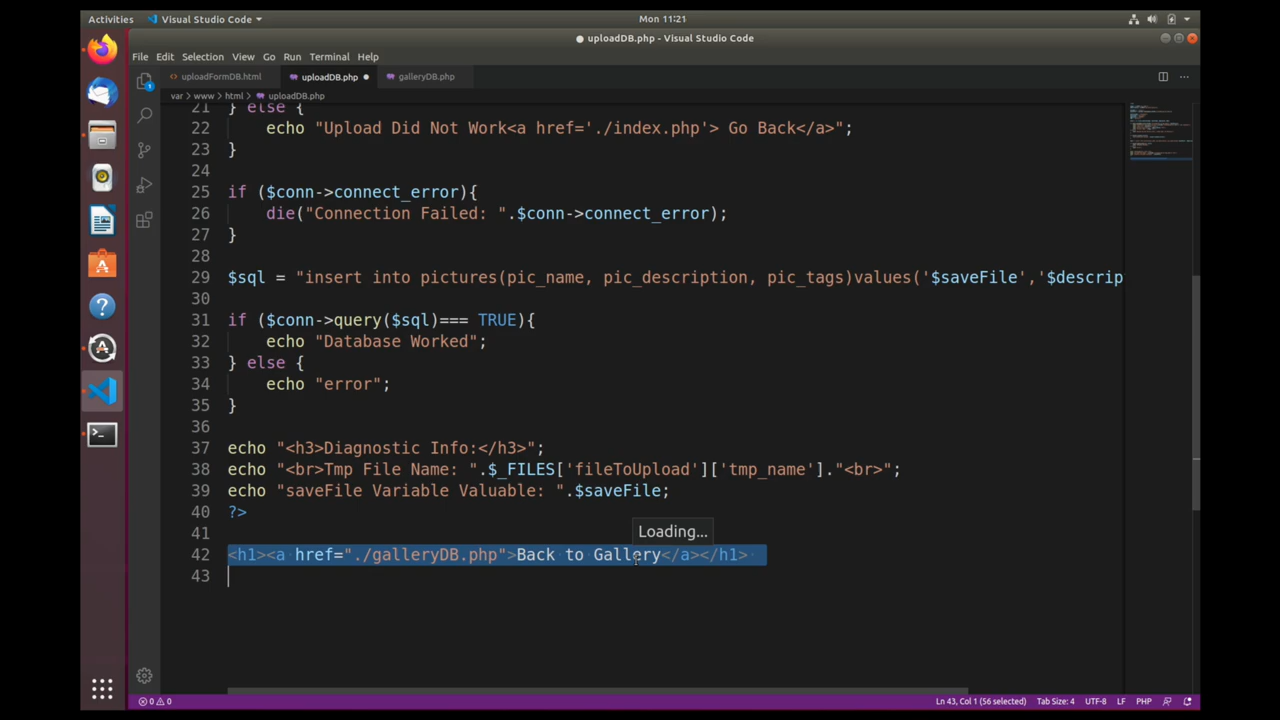 Activities
Visual Studio Code
Mon 11:21
● uploadDB.php - Visual Studio Code
File Edit Selection View Go Run Terminal Help
uploadFormDB.html
uploadDB.php ●
galleryDB.php
var > www > html > uploadDB.php
1
21 } else {
22 echo "Upload Did Not Work<a href='./index.php'> Go Back</a>";
23 }
24
25 if ($conn->connect_error){
26 die("Connection Failed: ".$conn->connect_error);
27 }
28
29 $sql = "insert into pictures(pic_name, pic_description, pic_tags)values('$saveFile','$descrip
30
31 if ($conn->query($sql)=== TRUE){
32 echo "Database Worked";
33 } else {
34 echo "error";
35 }
36
37 echo "<h3>Diagnostic Info:</h3>";
38 echo "<br>Tmp File Name: ".$_FILES['fileToUpload']['tmp_name']."<br>";
39 echo "saveFile Variable Valuable: ".$saveFile;
40 ?>
41
Loading...
42 <h1><a href="./galleryDB.php">Back to Gallery</a></h1>
43
0 0
Ln 43, Col 1 (56 selected)
Tab Size: 4
UTF-8
LF
PHP